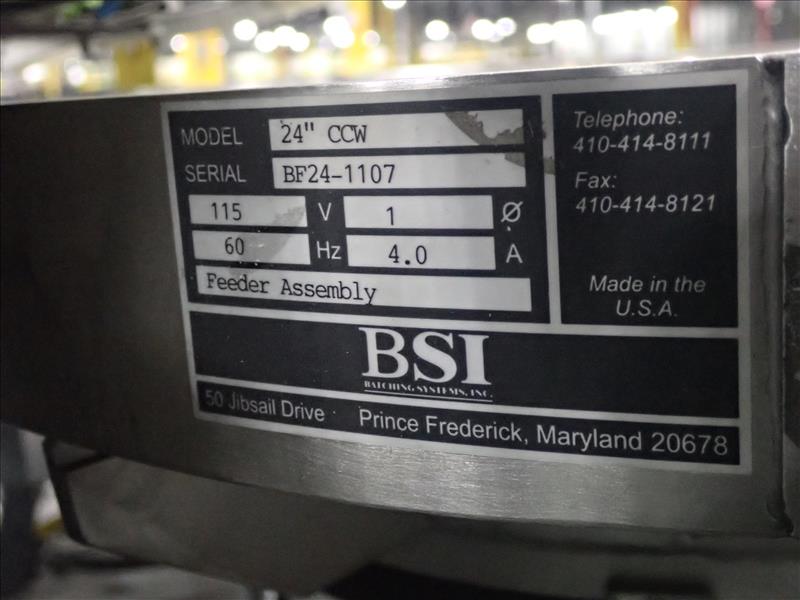 MODEL 24" CCW
SERIAL BF24-1107
115 V 1 Ø
60 Hz 4.0 A
Feeder Assembly
Telephone:
410-414-8111
Fax:
410-414-8121
Made in the
U.S.A.
BSI
BATCHING SYSTEMS, INC.
50 Jibsail Drive Prince Frederick, Maryland 20678